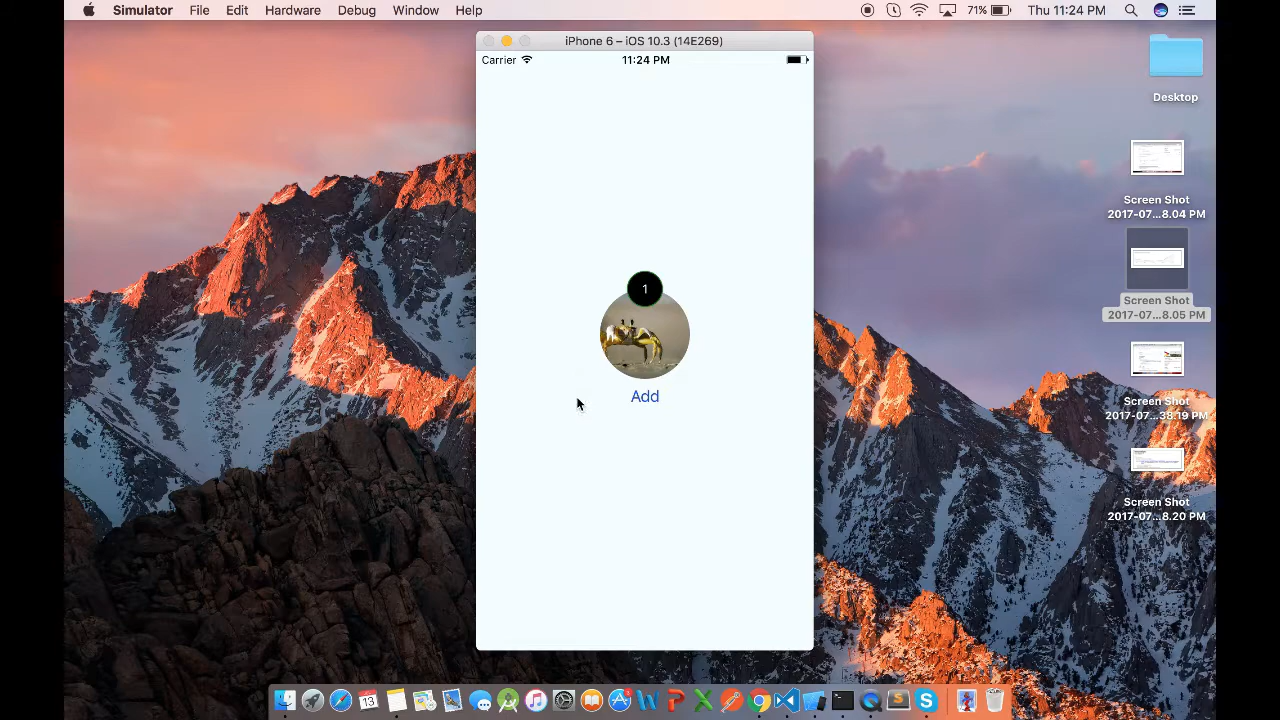 Simulator File Edit Hardware Debug Window Help 71% Thu 11:24 PM
iPhone 6 – iOS 10.3 (14E269)
Carrier 11:24 PM
1
Add
Desktop
Screen Shot
2017-07...8.04 PM
Screen Shot
2017-07...8.05 PM
Screen Shot
2017-07...38.19 PM
Screen Shot
2017-07...8.20 PM
13